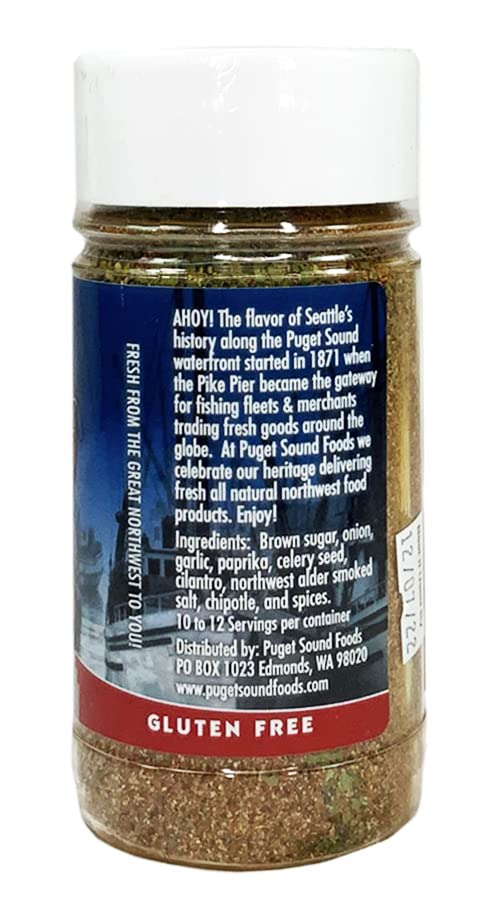 AHOY! The flavor of Seattle's
history along the Puget Sound
waterfront started in 1871 when
the Pike Pier became the gateway
for fishing fleets & merchants
trading fresh goods around the
globe. At Puget Sound Foods we
celebrate our heritage delivering
fresh all natural northwest food
products. Enjoy!
Ingredients: Brown sugar, onion,
garlic, paprika, celery seed,
cilantro, northwest alder smoked
salt, chipotle, and spices.
10 to 12 Servings per container
Distributed by: Puget Sound Foods
PO BOX 1023 Edmonds, WA 98020
www.pugetsoundfoods.com
FRESH FROM THE GREAT NORTHWEST TO YOU!
GLUTEN FREE
12/07/22